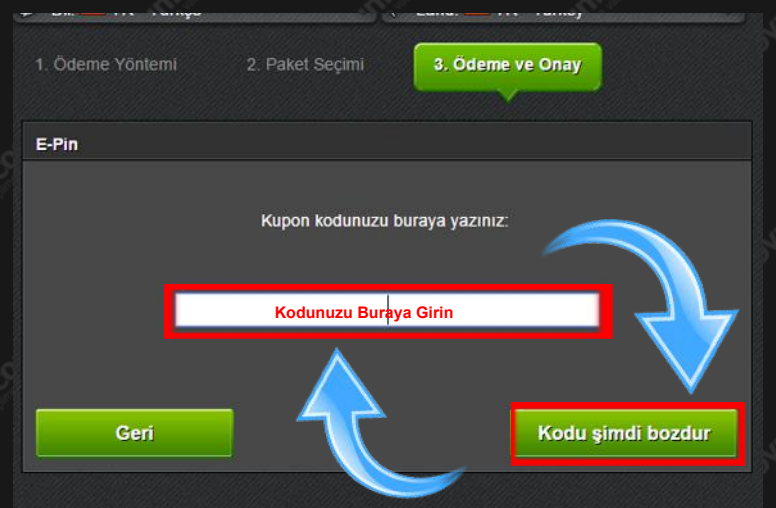 1. Ödeme Yöntemi
2. Paket Seçimi
3. Ödeme ve Onay
E-Pin
Kupon kodunuzu buraya yazınız:
Kodunuzu Buraya Girin
Geri
Kodu şimdi bozdur